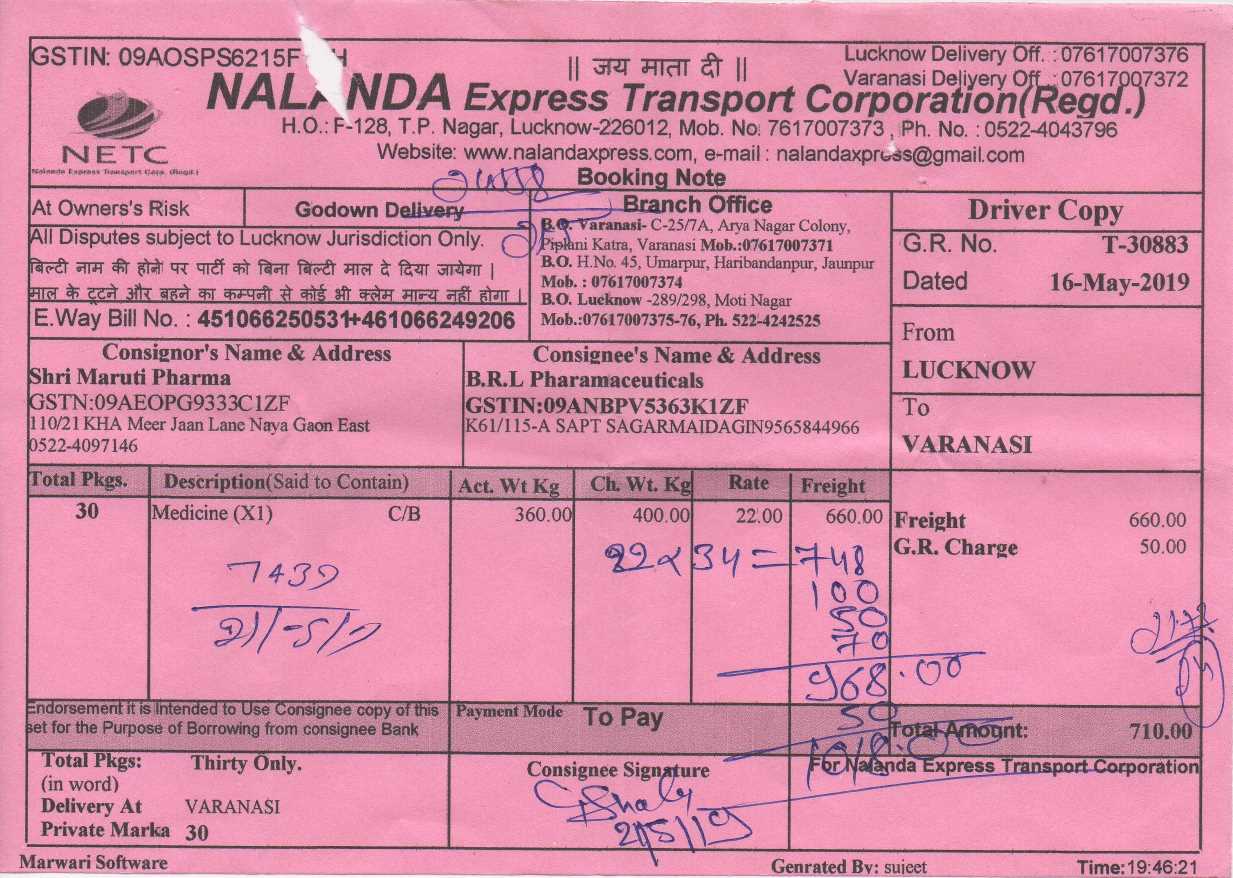 GSTIN: 09AOSPS6215F H
|| जय माता दी ||
Lucknow Delivery Off. : 07617007376
Varanasi Deliyery Off. : 07617007372
NALANDA Express Transport Corporation(Regd.)
H.O.: F-128, T.P. Nagar, Lucknow-226012, Mob. No. 7617007373 , Ph. No. : 0522-4043796
Website: www.nalandaxpress.com, e-mail : nalandaxpress@gmail.com
NETC
Nalanda Express Transport Corp. (Regd.)
Booking Note
At Owners's Risk
Godown Delivery
All Disputes subject to Lucknow Jurisdiction Only.
बिल्टी नाम की होने पर पार्टी को बिना बिल्टी माल दे दिया जायेगा |
माल के टूटने और बहने का कम्पनी से कोई भी क्लेम मान्य नहीं होगा |
E.Way Bill No. : 451066250531+461066249206
Branch Office
B.O. Varanasi- C-25/7A, Arya Nagar Colony,
Piplani Katra, Varanasi Mob.:07617007371
B.O. H.No. 45, Umarpur, Haribandanpur, Jaunpur
Mob. : 07617007374
B.O. Lucknow -289/298, Moti Nagar
Mob.:07617007375-76, Ph. 522-4242525
Driver Copy
G.R. No. T-30883
Dated 16-May-2019
From
LUCKNOW
To
VARANASI
Consignor's Name & Address
Shri Maruti Pharma
GSTN:09AEOPG9333C1ZF
110/21 KHA Meer Jaan Lane Naya Gaon East
0522-4097146
Consignee's Name & Address
B.R.L Pharamaceuticals
GSTIN:09ANBPV5363K1ZF
K61/115-A SAPT SAGARMAIDAGIN9565844966
Total Pkgs. Description(Said to Contain) Act. Wt Kg Ch. Wt. Kg Rate Freight
30 Medicine (X1) C/B 360.00 400.00 22.00 660.00
Freight 660.00
G.R. Charge 50.00
22 x 34 = 748
100
50
70
968.00
50
1018.00
7439
21/5/19
Endorsement it is Intended to Use Consignee copy of this
set for the Purpose of Borrowing from consignee Bank
Payment Mode To Pay
Total Amount: 710.00
Total Pkgs: Thirty Only.
(in word)
Delivery At VARANASI
Private Marka 30
Consignee Signature
21/5/19
For Nalanda Express Transport Corporation
Marwari Software
Genrated By: sujeet
Time:19:46:21